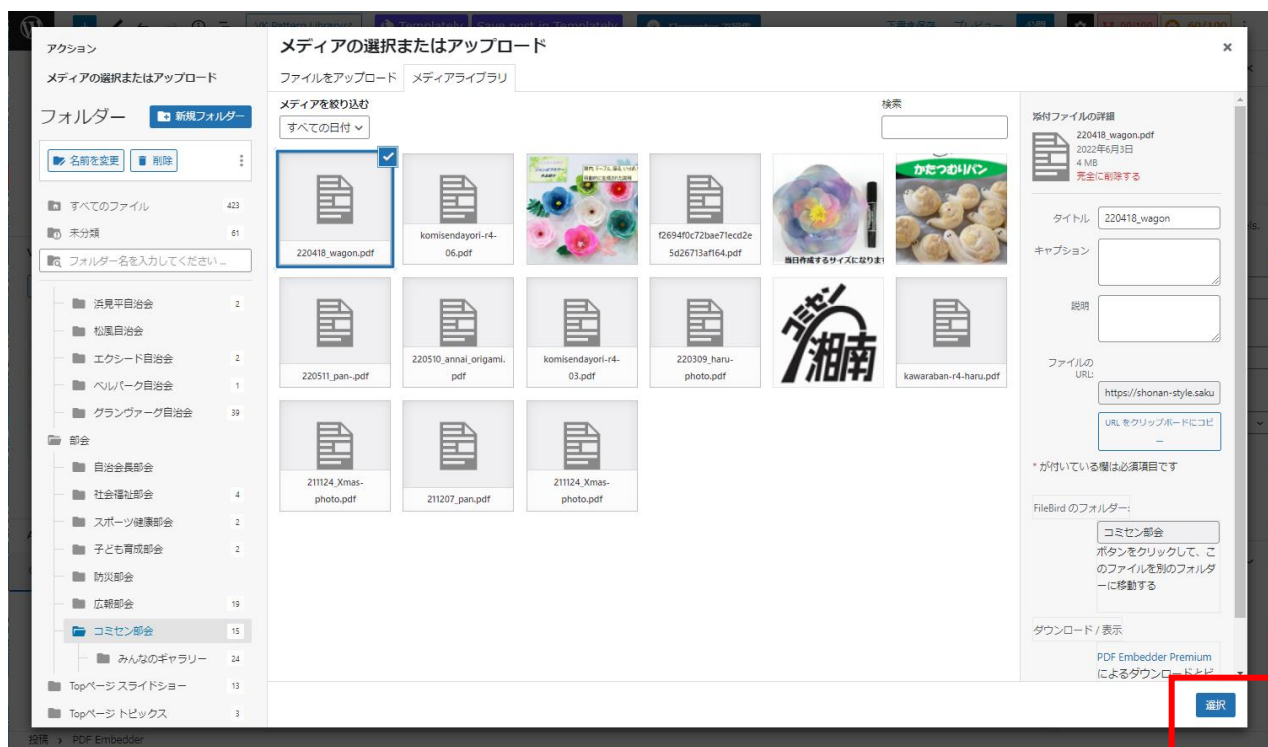 VK Pattern Library
Templately
Save post in Templately
下書き保存
プレビュー
公開
60/100
アクション
メディアの選択またはアップロード
フォルダー
新規フォルダー
名前を変更
削除
すべてのファイル 423
未分類 61
フォルダー名を入力してください ...
浜見平自治会 2
松風自治会
エクシード自治会 2
ベルパーク自治会 1
グランヴァーグ自治会 39
部会
自治会長部会
社会福祉部会 4
スポーツ健康部会 2
子ども育成部会 2
防災部会
広報部会 19
コミセン部会 15
みんなのギャラリー 24
Topページ スライドショー 13
Topページ トピックス 3
メディアの選択またはアップロード
ファイルをアップロード
メディアライブラリ
メディアを絞り込む
すべての日付
検索
220418_wagon.pdf
komisendayori-r4-
06.pdf
f2694f0c72bae71ecd2e
5d26713af164.pdf
当日作成するサイズになります
かたつむりパン
220511_pan-.pdf
220510_annai_origami.
pdf
komisendayori-r4-
03.pdf
220309_haru-
photo.pdf
コミセン
湘南
kawaraban-r4-haru.pdf
211124_Xmas-
photo.pdf
211207_pan.pdf
211124_Xmas-
photo.pdf
添付ファイルの詳細
220418_wagon.pdf
2022年6月3日
4 MB
完全に削除する
タイトル
220418_wagon
キャプション
説明
ファイルの
URL:
https://shonan-style.saku
URL をクリップボードにコピ
ー
* が付いている欄は必須項目です
FileBird のフォルダー:
コミセン部会
ボタンをクリックして、こ
のファイルを別のフォルダ
ーに移動する
ダウンロード / 表示
PDF Embedder Premium
によるダウンロードとビ
選択
投稿 › PDF Embedder